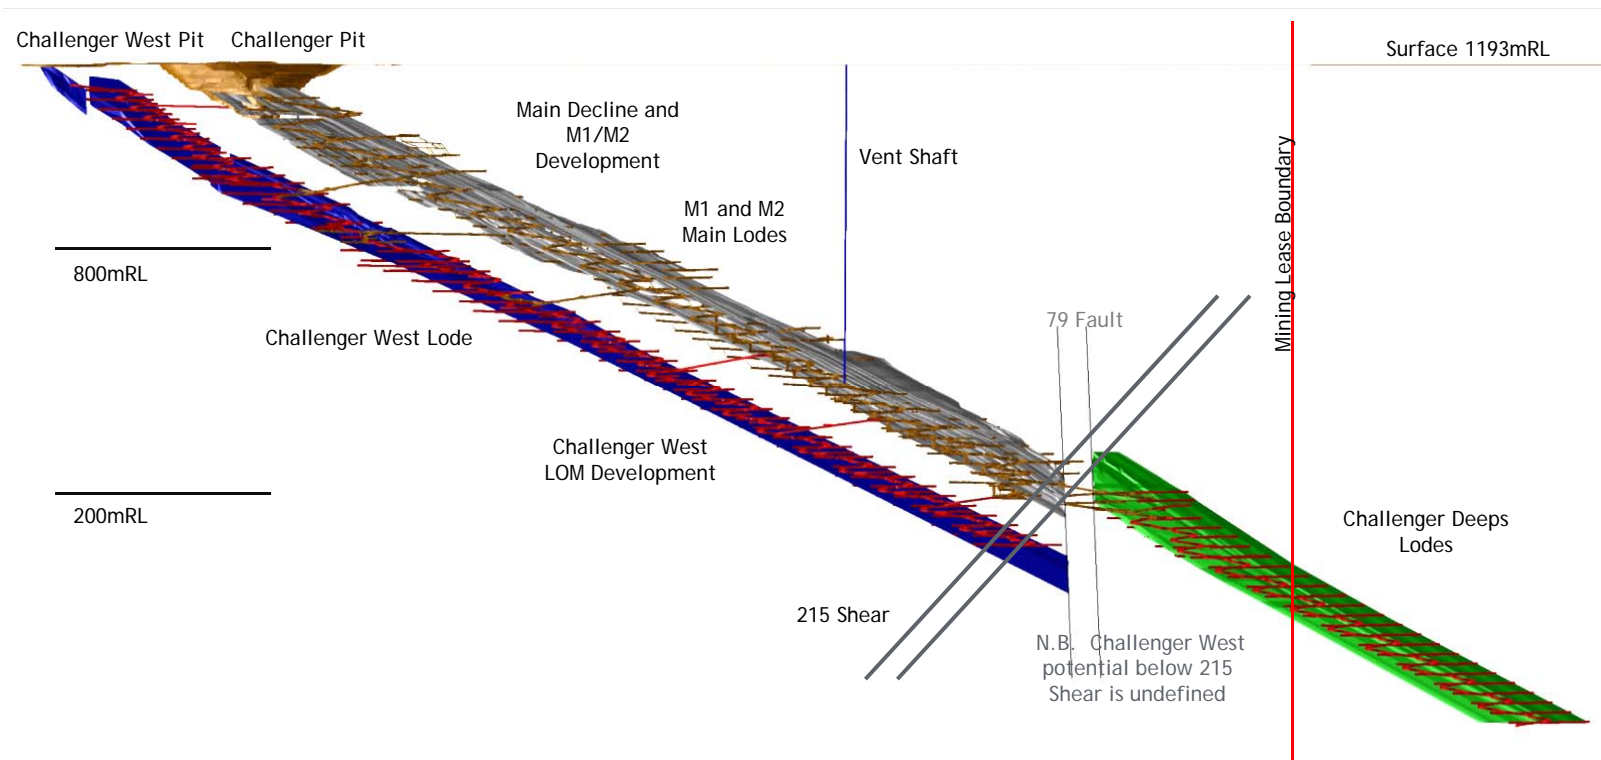 Challenger West Pit
Challenger Pit
Surface 1193mRL
Main Decline and
M1/M2
Development
Vent Shaft
Mining Lease Boundary
M1 and M2
Main Lodes
800mRL
79 Fault
Challenger West Lode
Challenger West
LOM Development
200mRL
Challenger Deeps
Lodes
215 Shear
N.B. Challenger West
potential below 215
Shear is undefined